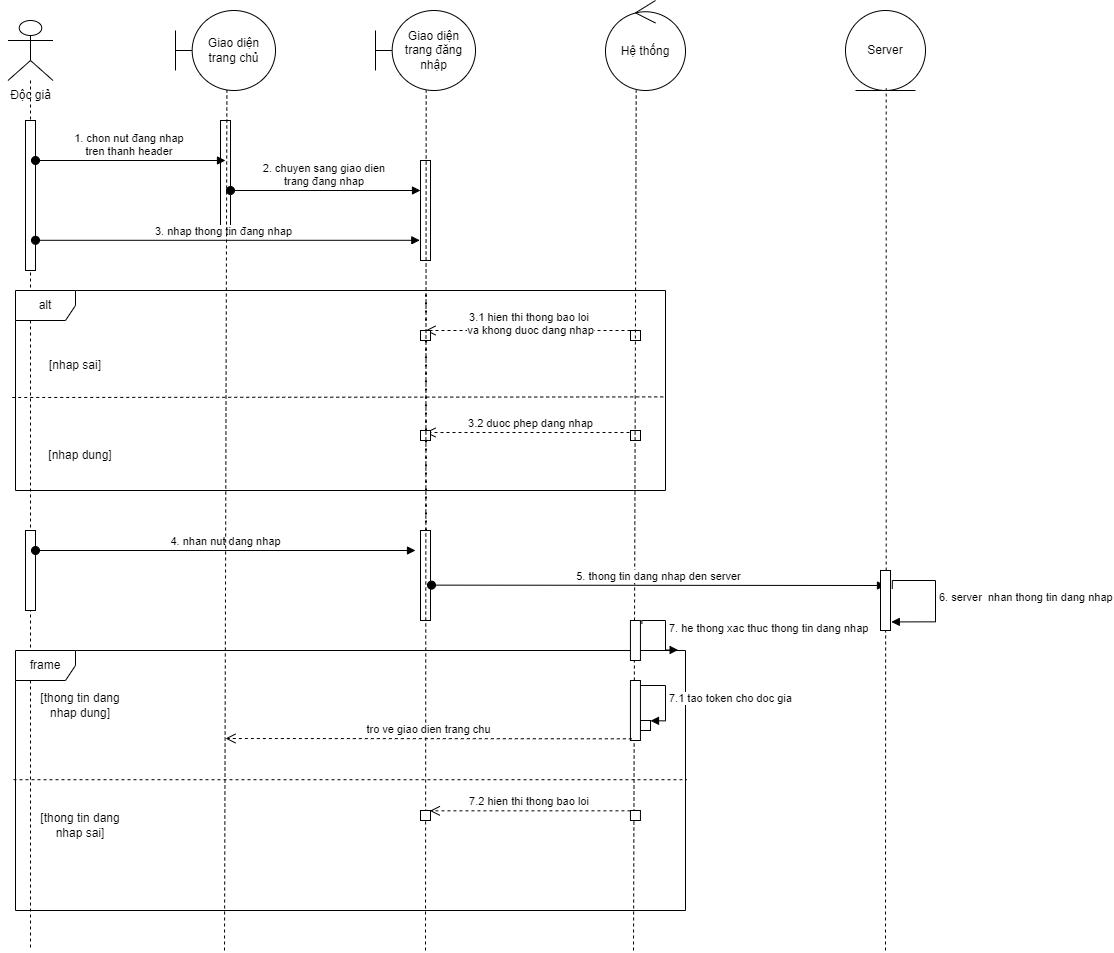 Độc giả
Giao diện
trang chủ
Giao diện
trang đăng
nhập
Hệ thống
Server
1. chon nut đang nhap
tren thanh header
2. chuyen sang giao dien
trang đang nhap
3. nhap thong tin đang nhap
alt
3.1 hien thi thong bao loi
va khong duoc dang nhap
[nhap sai]
3.2 duoc phep dang nhap
[nhap dung]
4. nhan nut dang nhap
5. thong tin dang nhap den server
6. server nhan thong tin dang nhap
7. he thong xac thuc thong tin dang nhap
frame
[thong tin dang
nhap dung]
7.1 tao token cho doc gia
tro ve giao dien trang chu
7.2 hien thi thong bao loi
[thong tin dang
nhap sai]